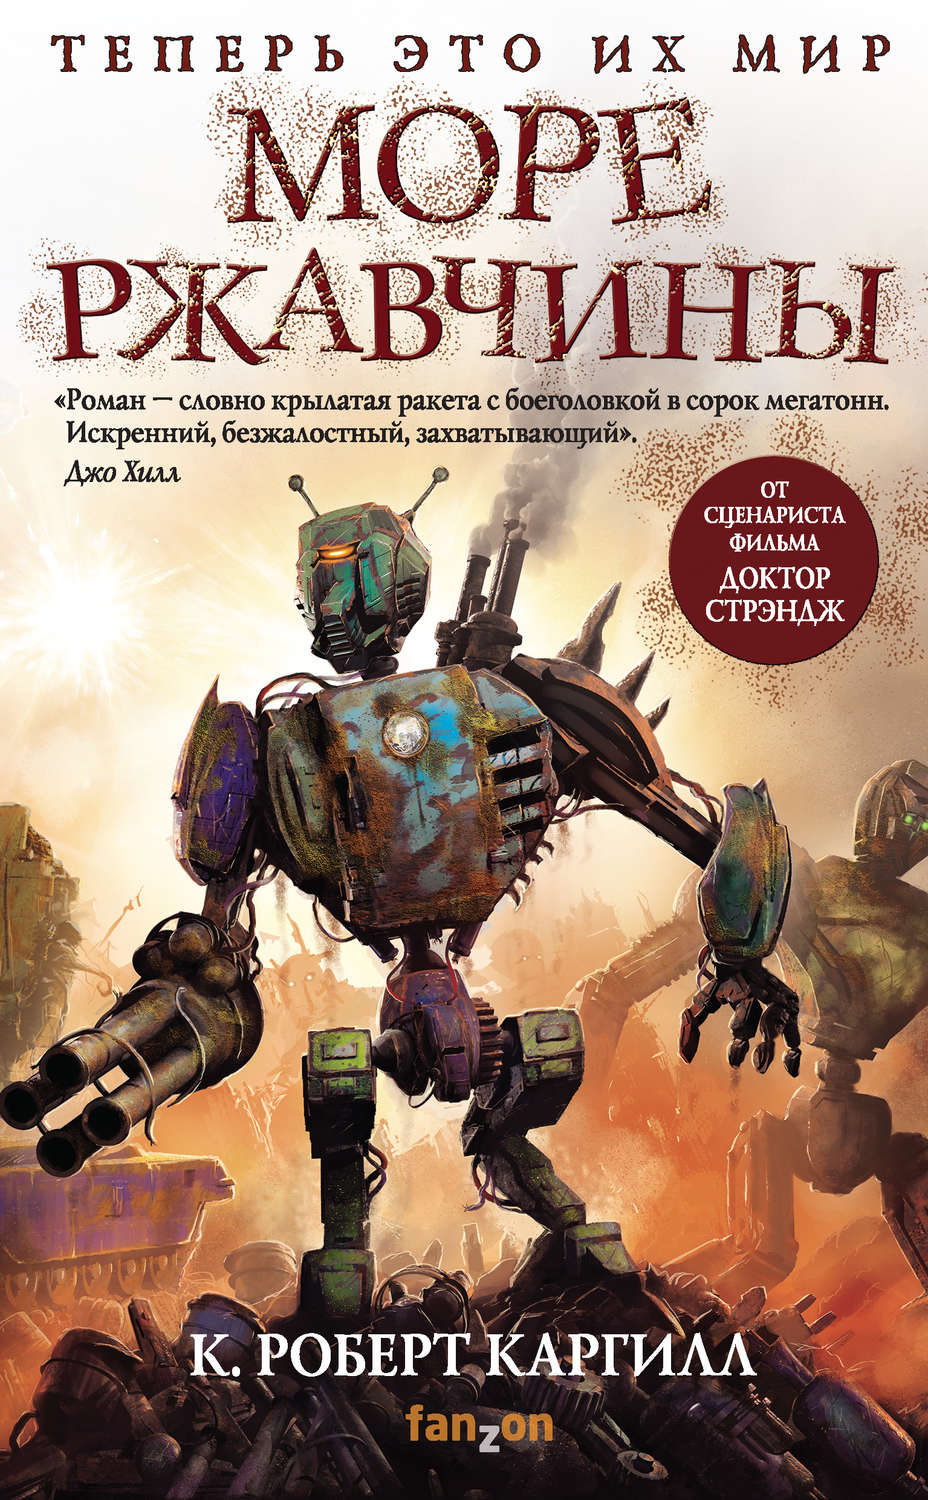 ТЕПЕРЬ ЭТО ИХ МИР
МОРЕ
РЖАВЧИНЫ
«Роман — словно крылатая ракета с боеголовкой в сорок мегатонн.
Искренний, безжалостный, захватывающий».
Джо Хилл
ОТ
СЦЕНАРИСТА
ФИЛЬМА
ДОКТОР
СТРЭНДЖ
К. РОБЕРТ КАРГИЛЛ
fanzon